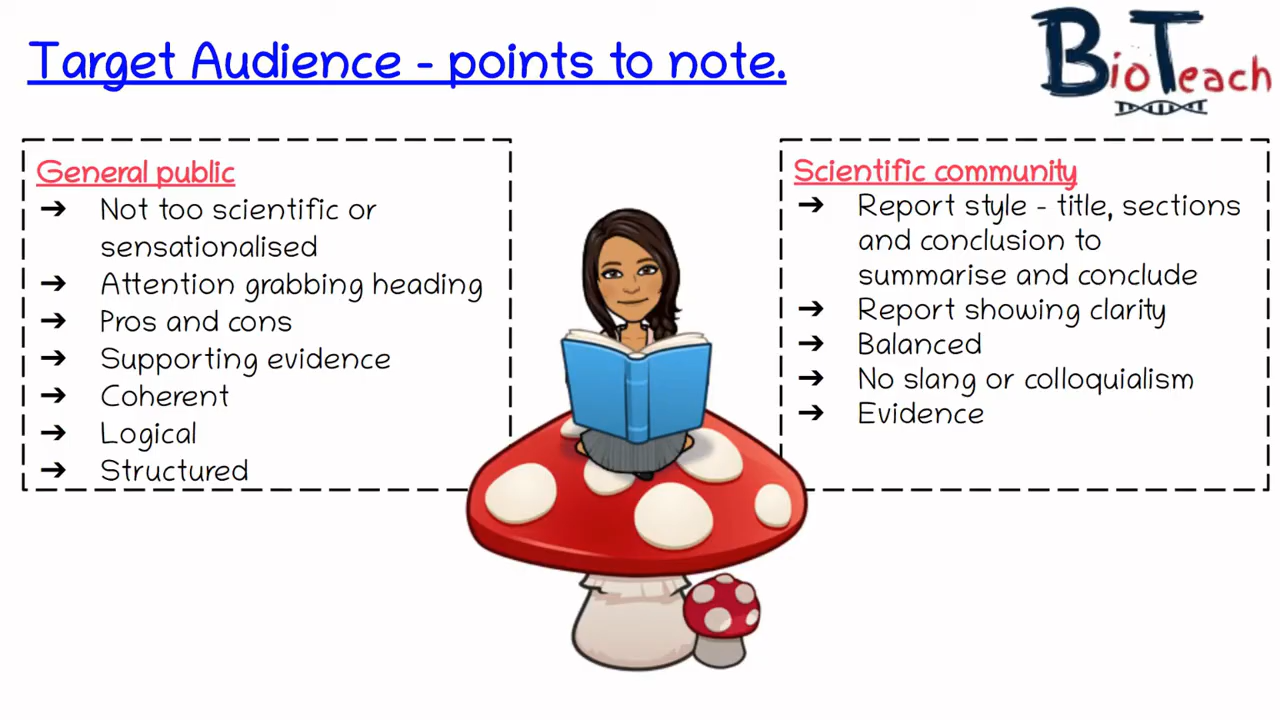 Target Audience - points to note.
BioTeach
General public
➔ Not too scientific or
sensationalised
➔ Attention grabbing heading
➔ Pros and cons
➔ Supporting evidence
➔ Coherent
➔ Logical
➔ Structured
Scientific community
➔ Report style - title, sections
and conclusion to
summarise and conclude
➔ Report showing clarity
➔ Balanced
➔ No slang or colloquialism
➔ Evidence